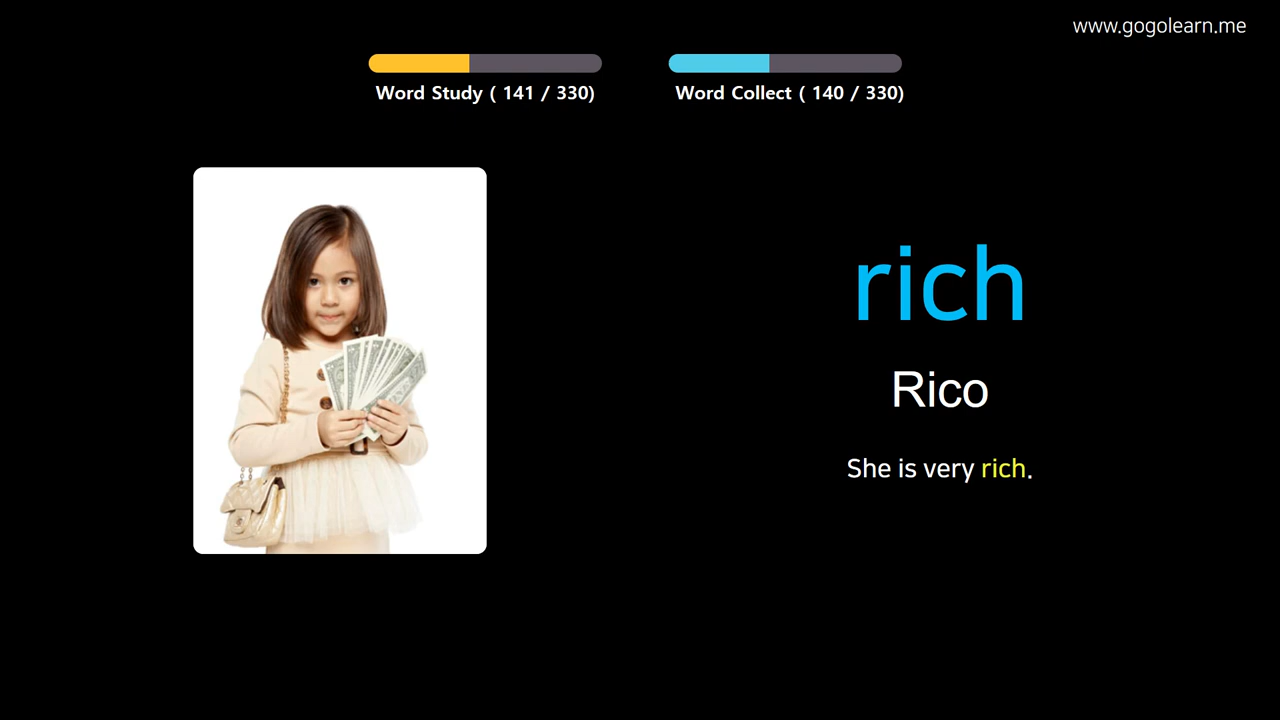 www.gogolearn.me
Word Study ( 141 / 330)
Word Collect ( 140 / 330)
rich
Rico
She is very rich.